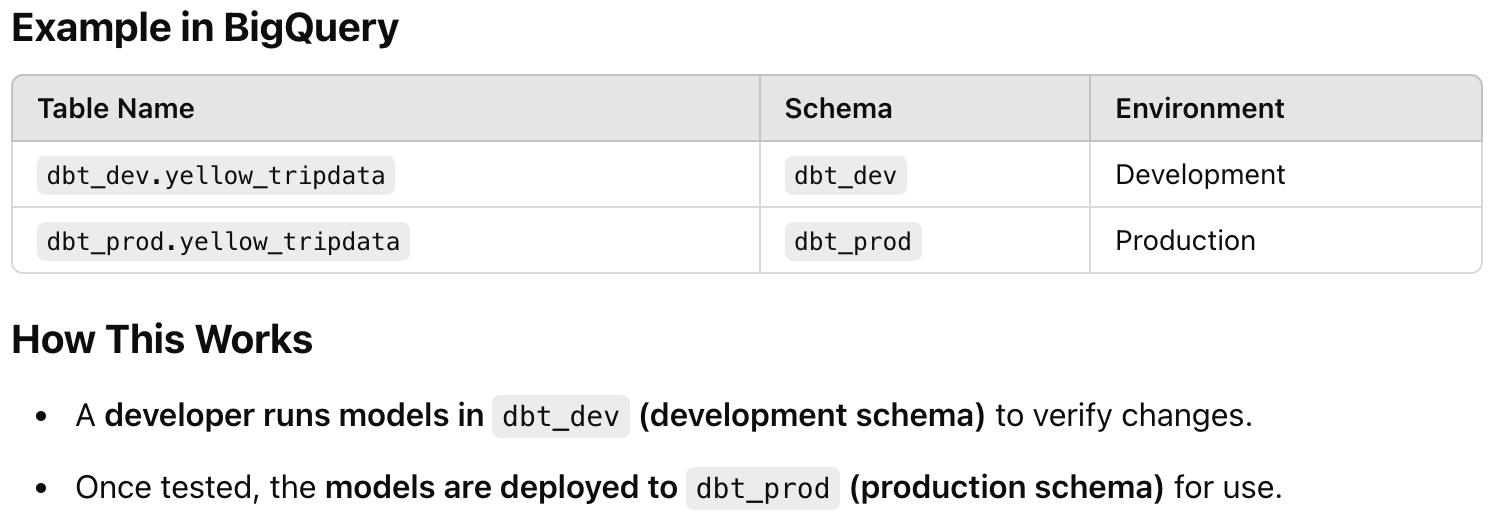 Example in BigQuery
Table Name Schema Environment
dbt_dev.yellow_tripdata dbt_dev Development
dbt_prod.yellow_tripdata dbt_prod Production
How This Works
• A developer runs models in dbt_dev (development schema) to verify changes.
• Once tested, the models are deployed to dbt_prod (production schema) for use.